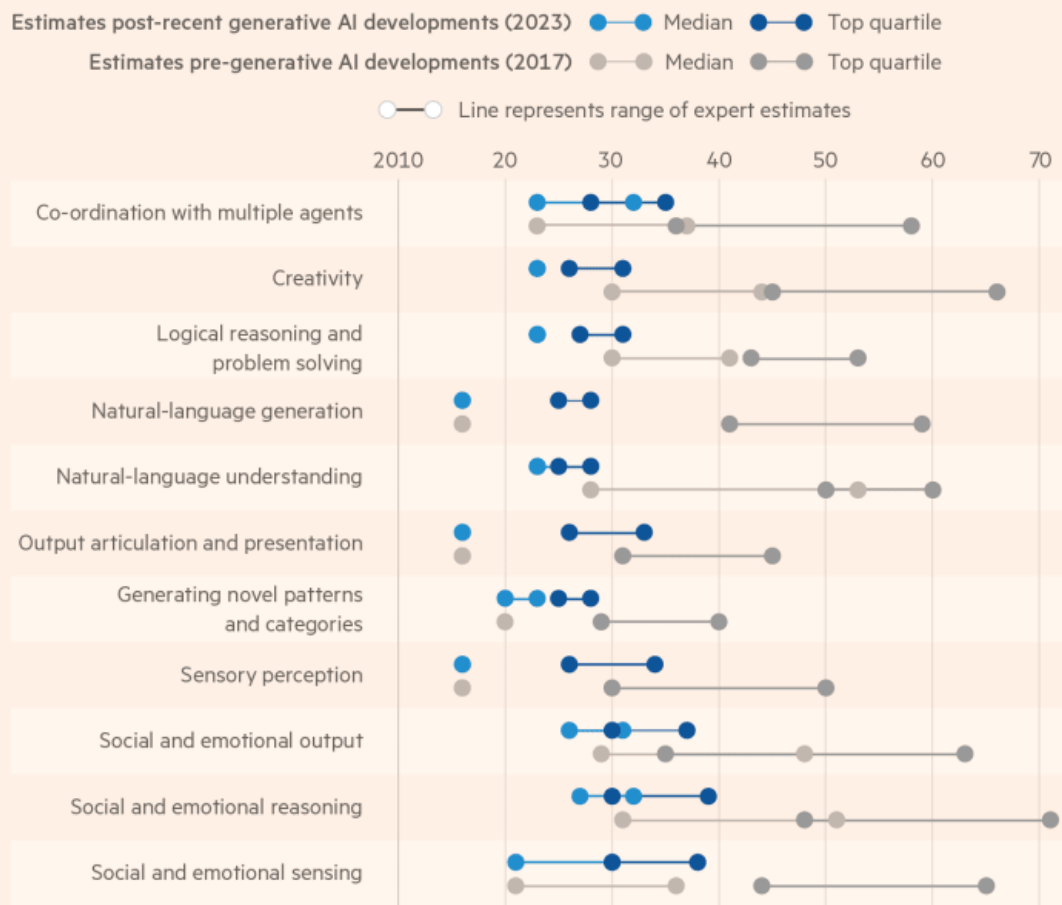 Estimates post-recent generative AI developments (2023) Median Top quartile
Estimates pre-generative AI developments (2017) Median Top quartile
Line represents range of expert estimates
2010 20 30 40 50 60 70
Co-ordination with multiple agents
Creativity
Logical reasoning and
problem solving
Natural-language generation
Natural-language understanding
Output articulation and presentation
Generating novel patterns
and categories
Sensory perception
Social and emotional output
Social and emotional reasoning
Social and emotional sensing